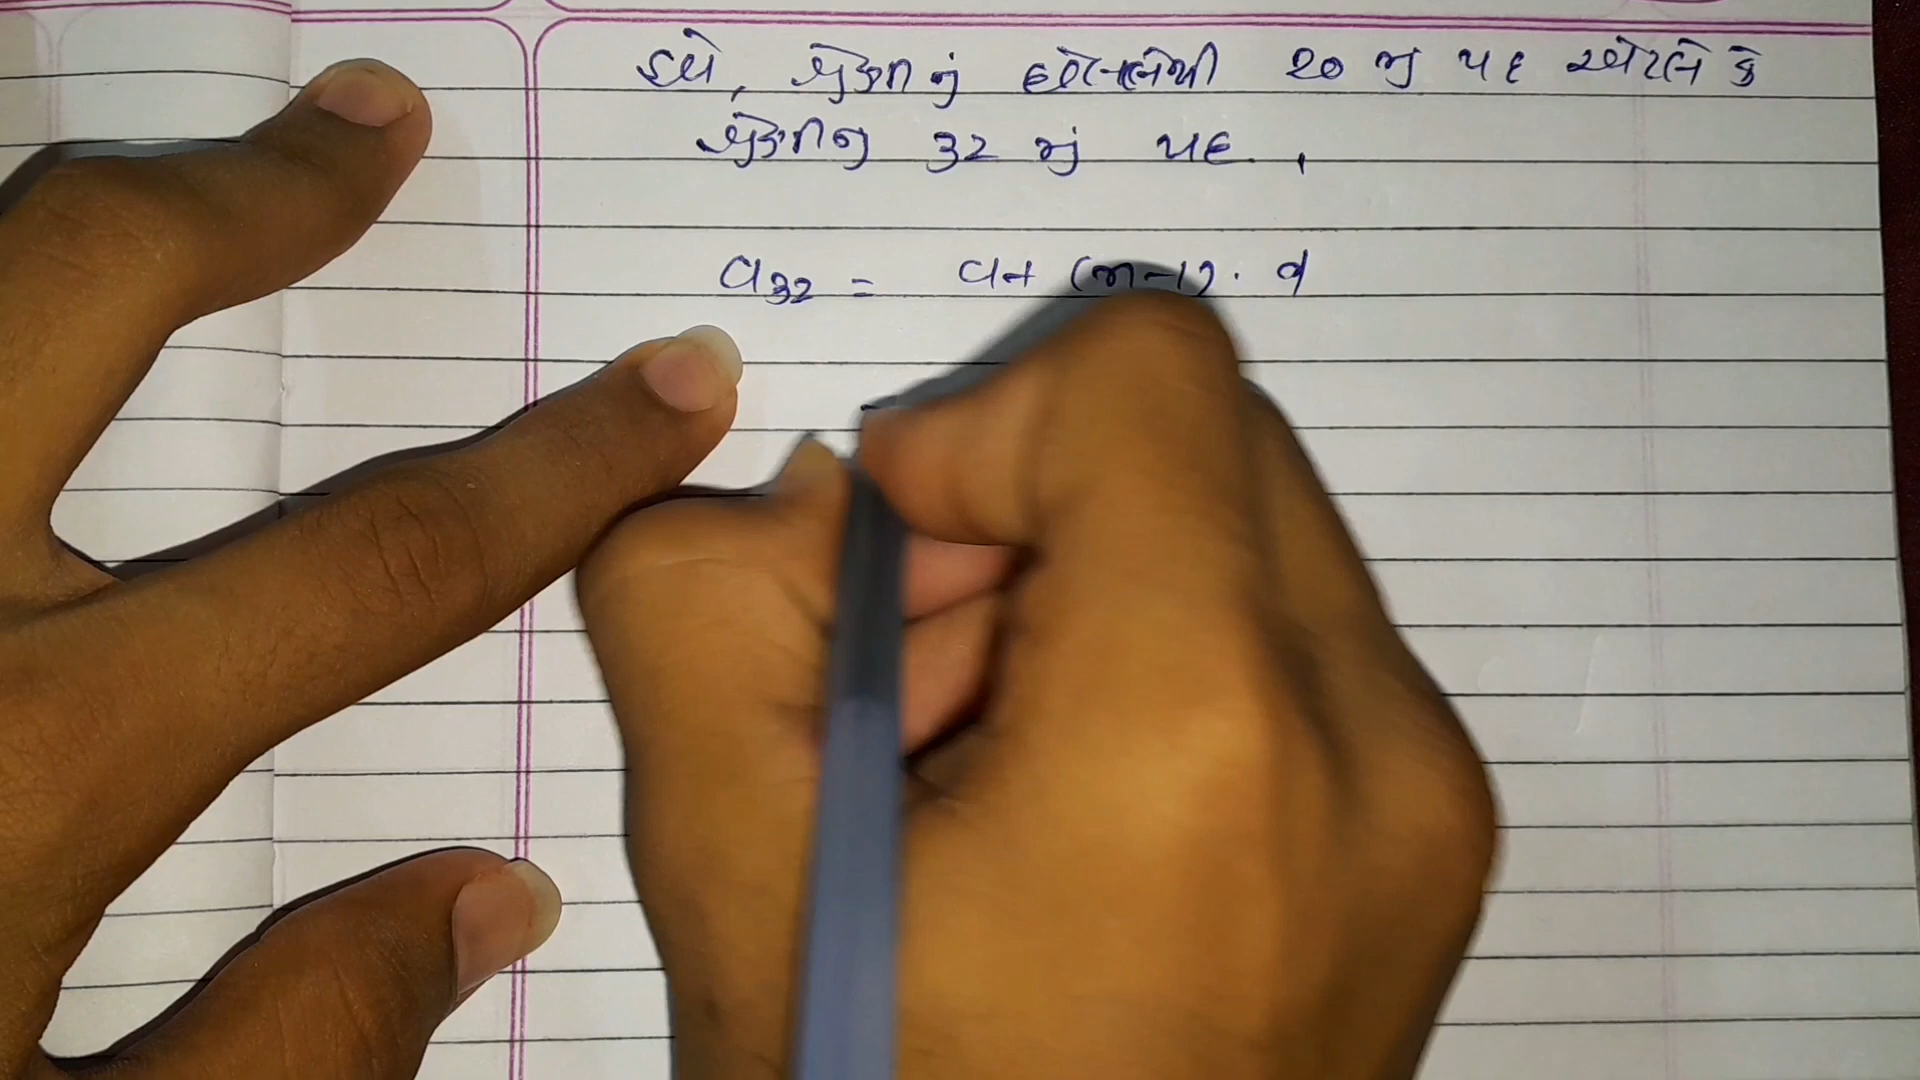 હવે, શ્રેણીનું છેલ્લેથી 20 મું પદ એટલે કે
શ્રેણીનું 32 મું પદ.
a32 = a + (n-1). d